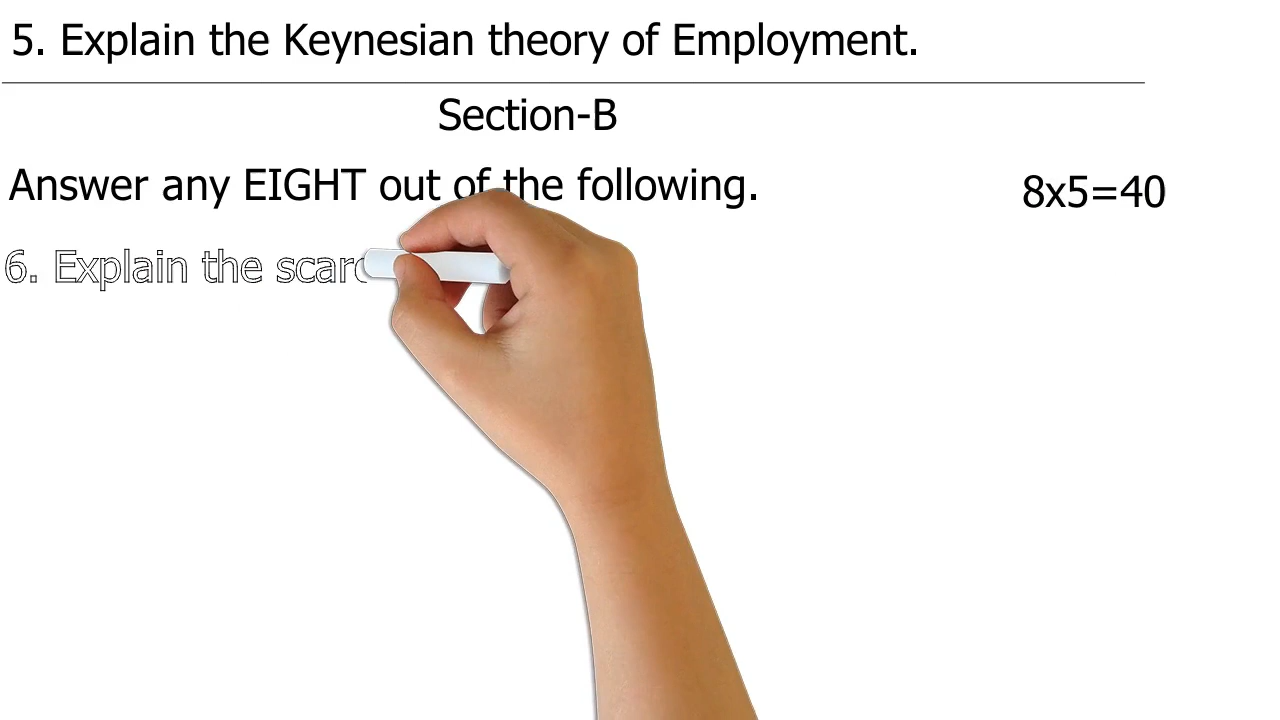 5. Explain the Keynesian theory of Employment.
Section-B
Answer any EIGHT out of the following.
8x5=40
6. Explain the